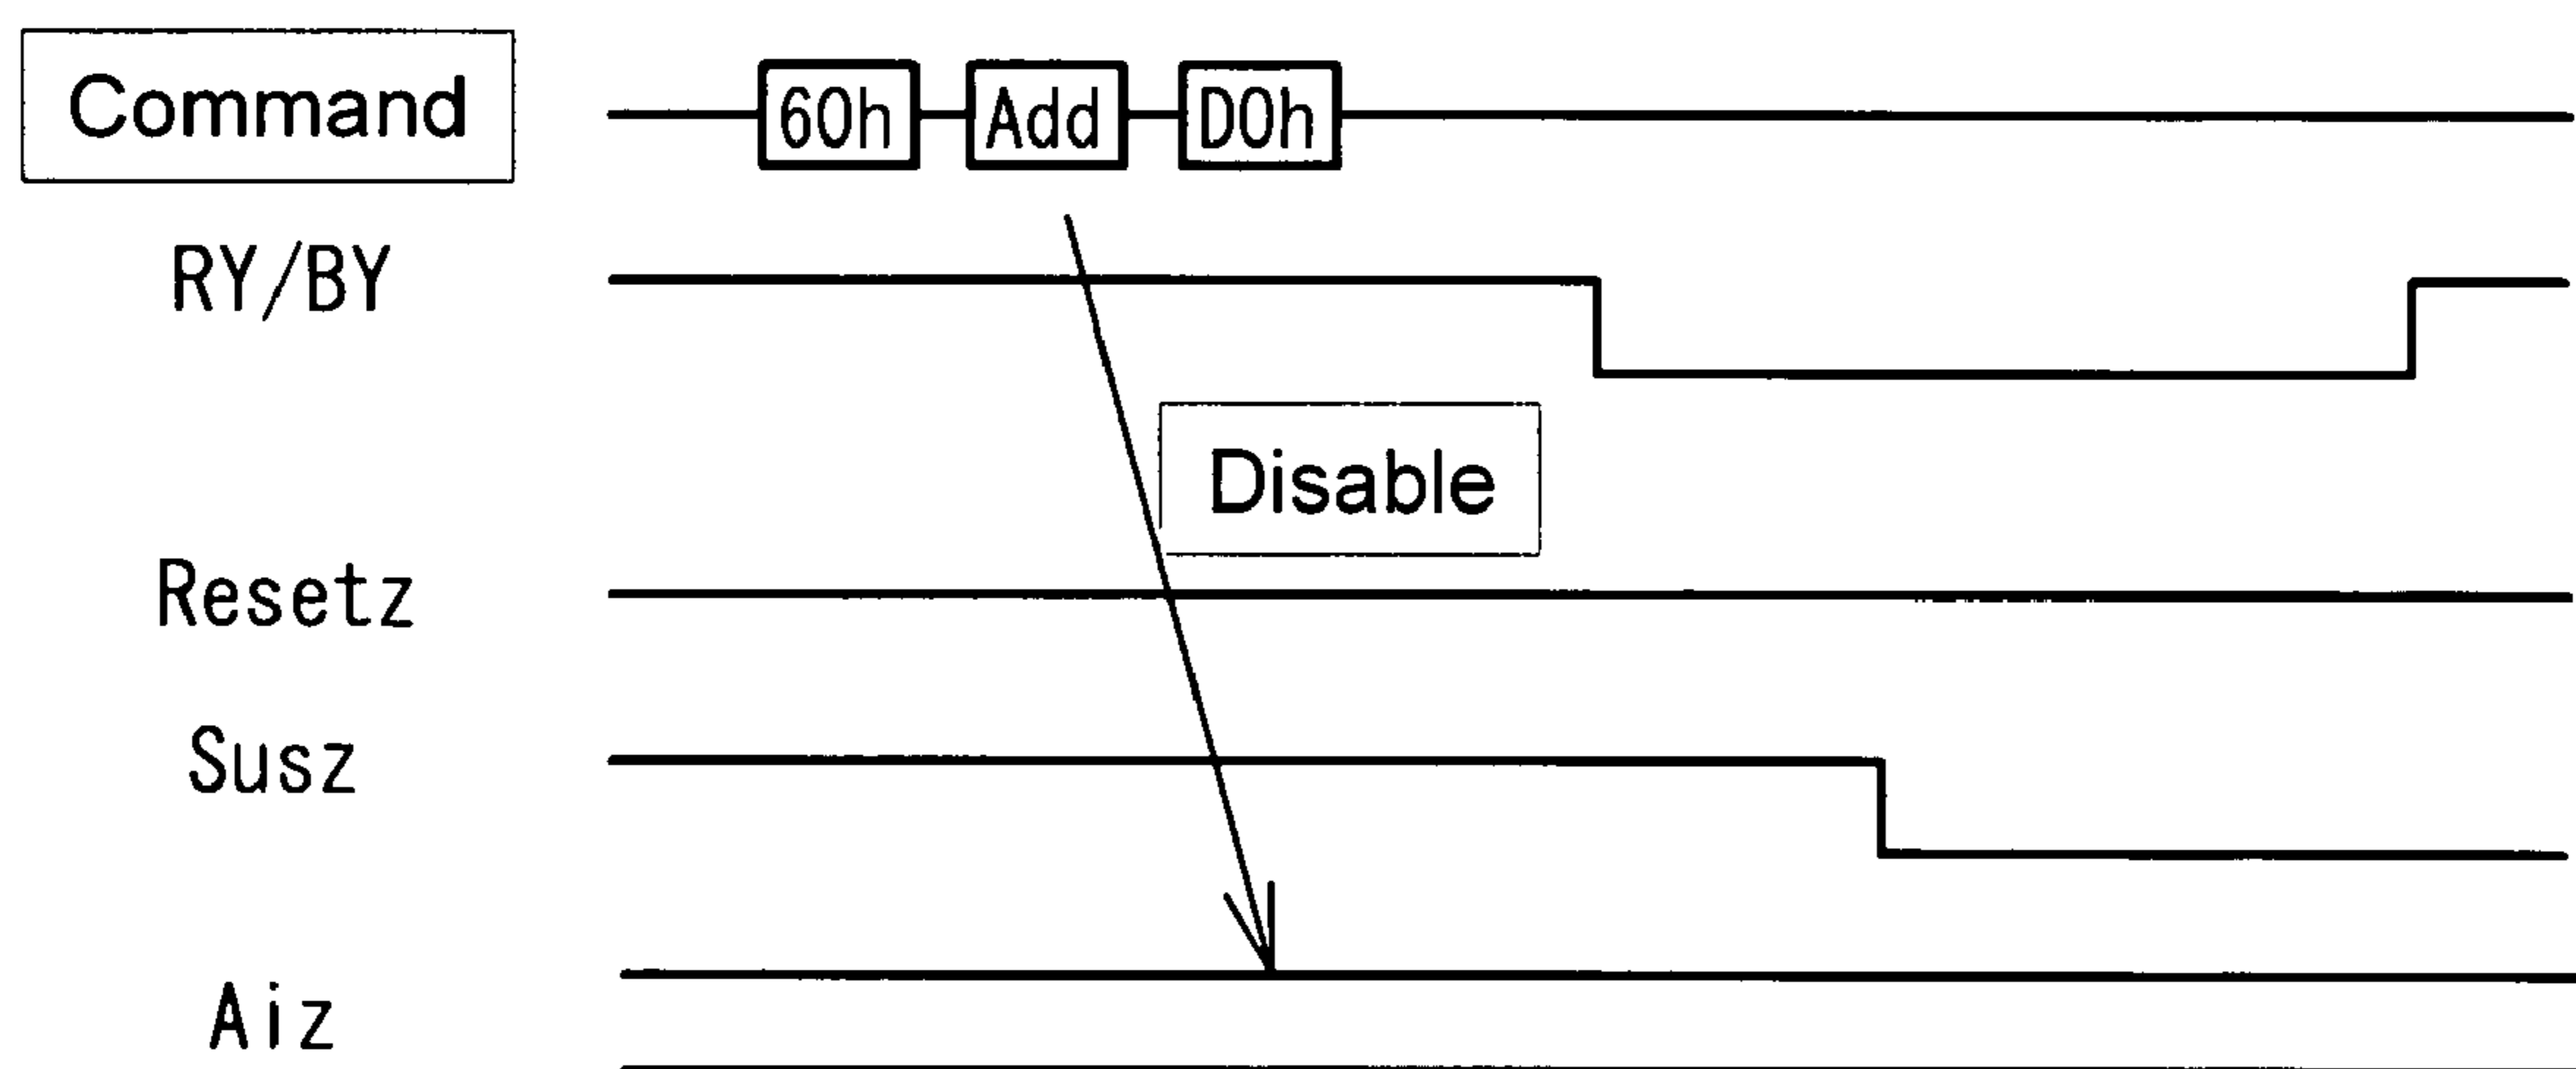 Command 60h Add D0h
RY/BY
Disable
Resetz
Susz
Aiz